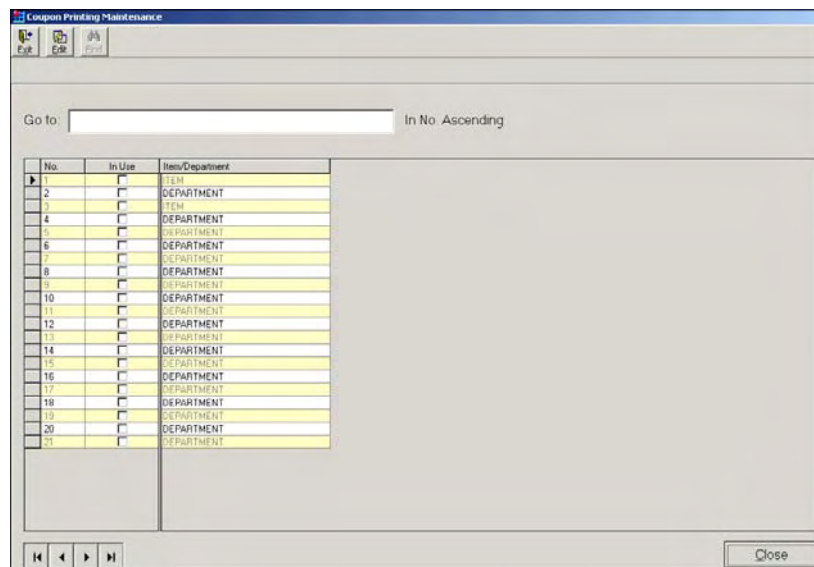 Coupon Printing Maintenance
Exit Edit Find
Go to: In No. Ascending
No. In Use Item/Department
1 ITEM
2 DEPARTMENT
3 ITEM
4 DEPARTMENT
5 DEPARTMENT
6 DEPARTMENT
7 DEPARTMENT
8 DEPARTMENT
9 DEPARTMENT
10 DEPARTMENT
11 DEPARTMENT
12 DEPARTMENT
13 DEPARTMENT
14 DEPARTMENT
15 DEPARTMENT
16 DEPARTMENT
17 DEPARTMENT
18 DEPARTMENT
19 DEPARTMENT
20 DEPARTMENT
21 DEPARTMENT
Close